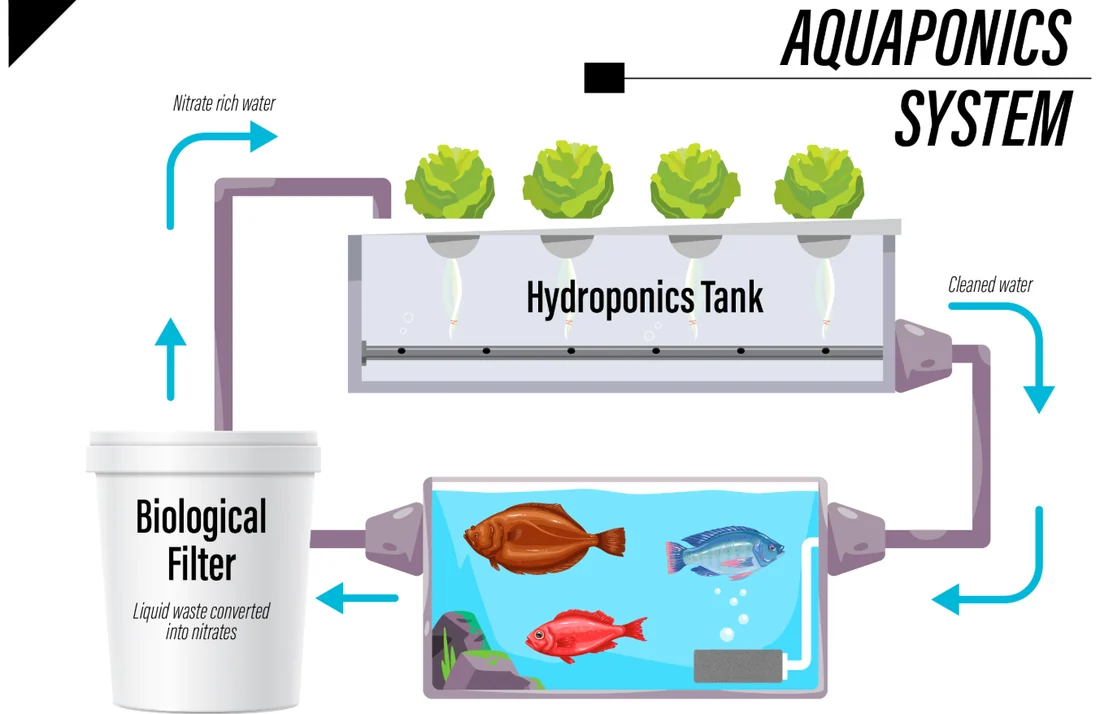 AQUAPONICS
SYSTEM
Nitrate rich water
Hydroponics Tank
Cleaned water
Biological
Filter
Liquid waste converted
into nitrates